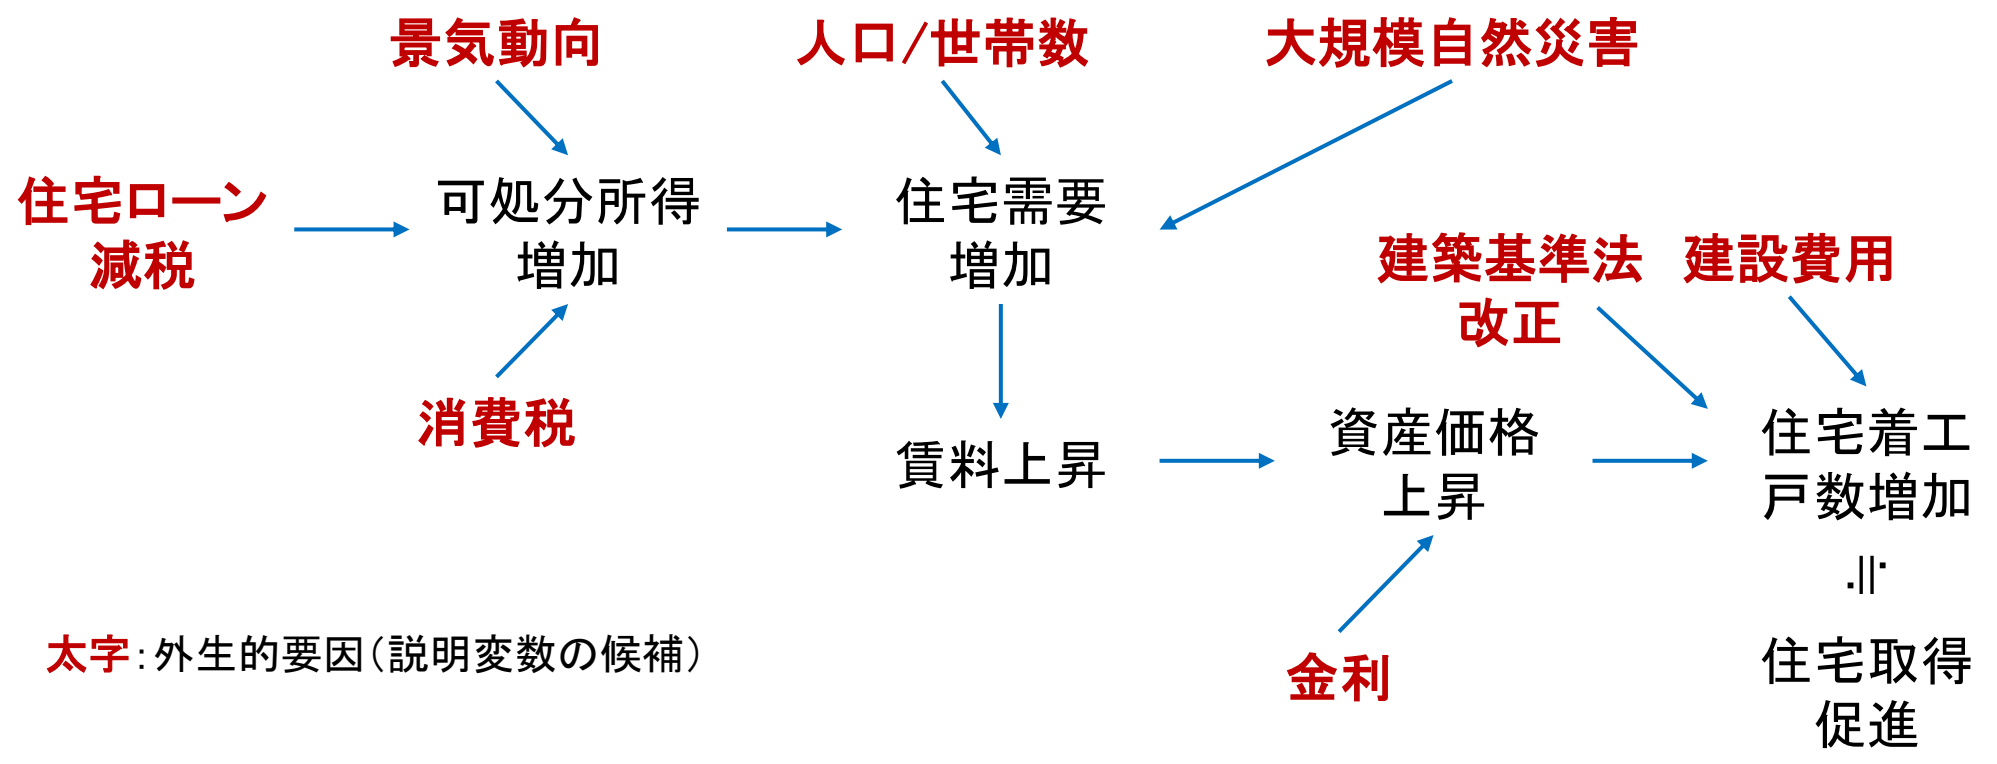 景気動向
人口/世帯数
大規模自然災害
住宅ローン
減税
可処分所得
増加
住宅需要
増加
建築基準法
改正
建設費用
消費税
賃料上昇
資産価格
上昇
住宅着工
戸数増加
≒
住宅取得
促進
金利
太字：外生的要因（説明変数の候補）